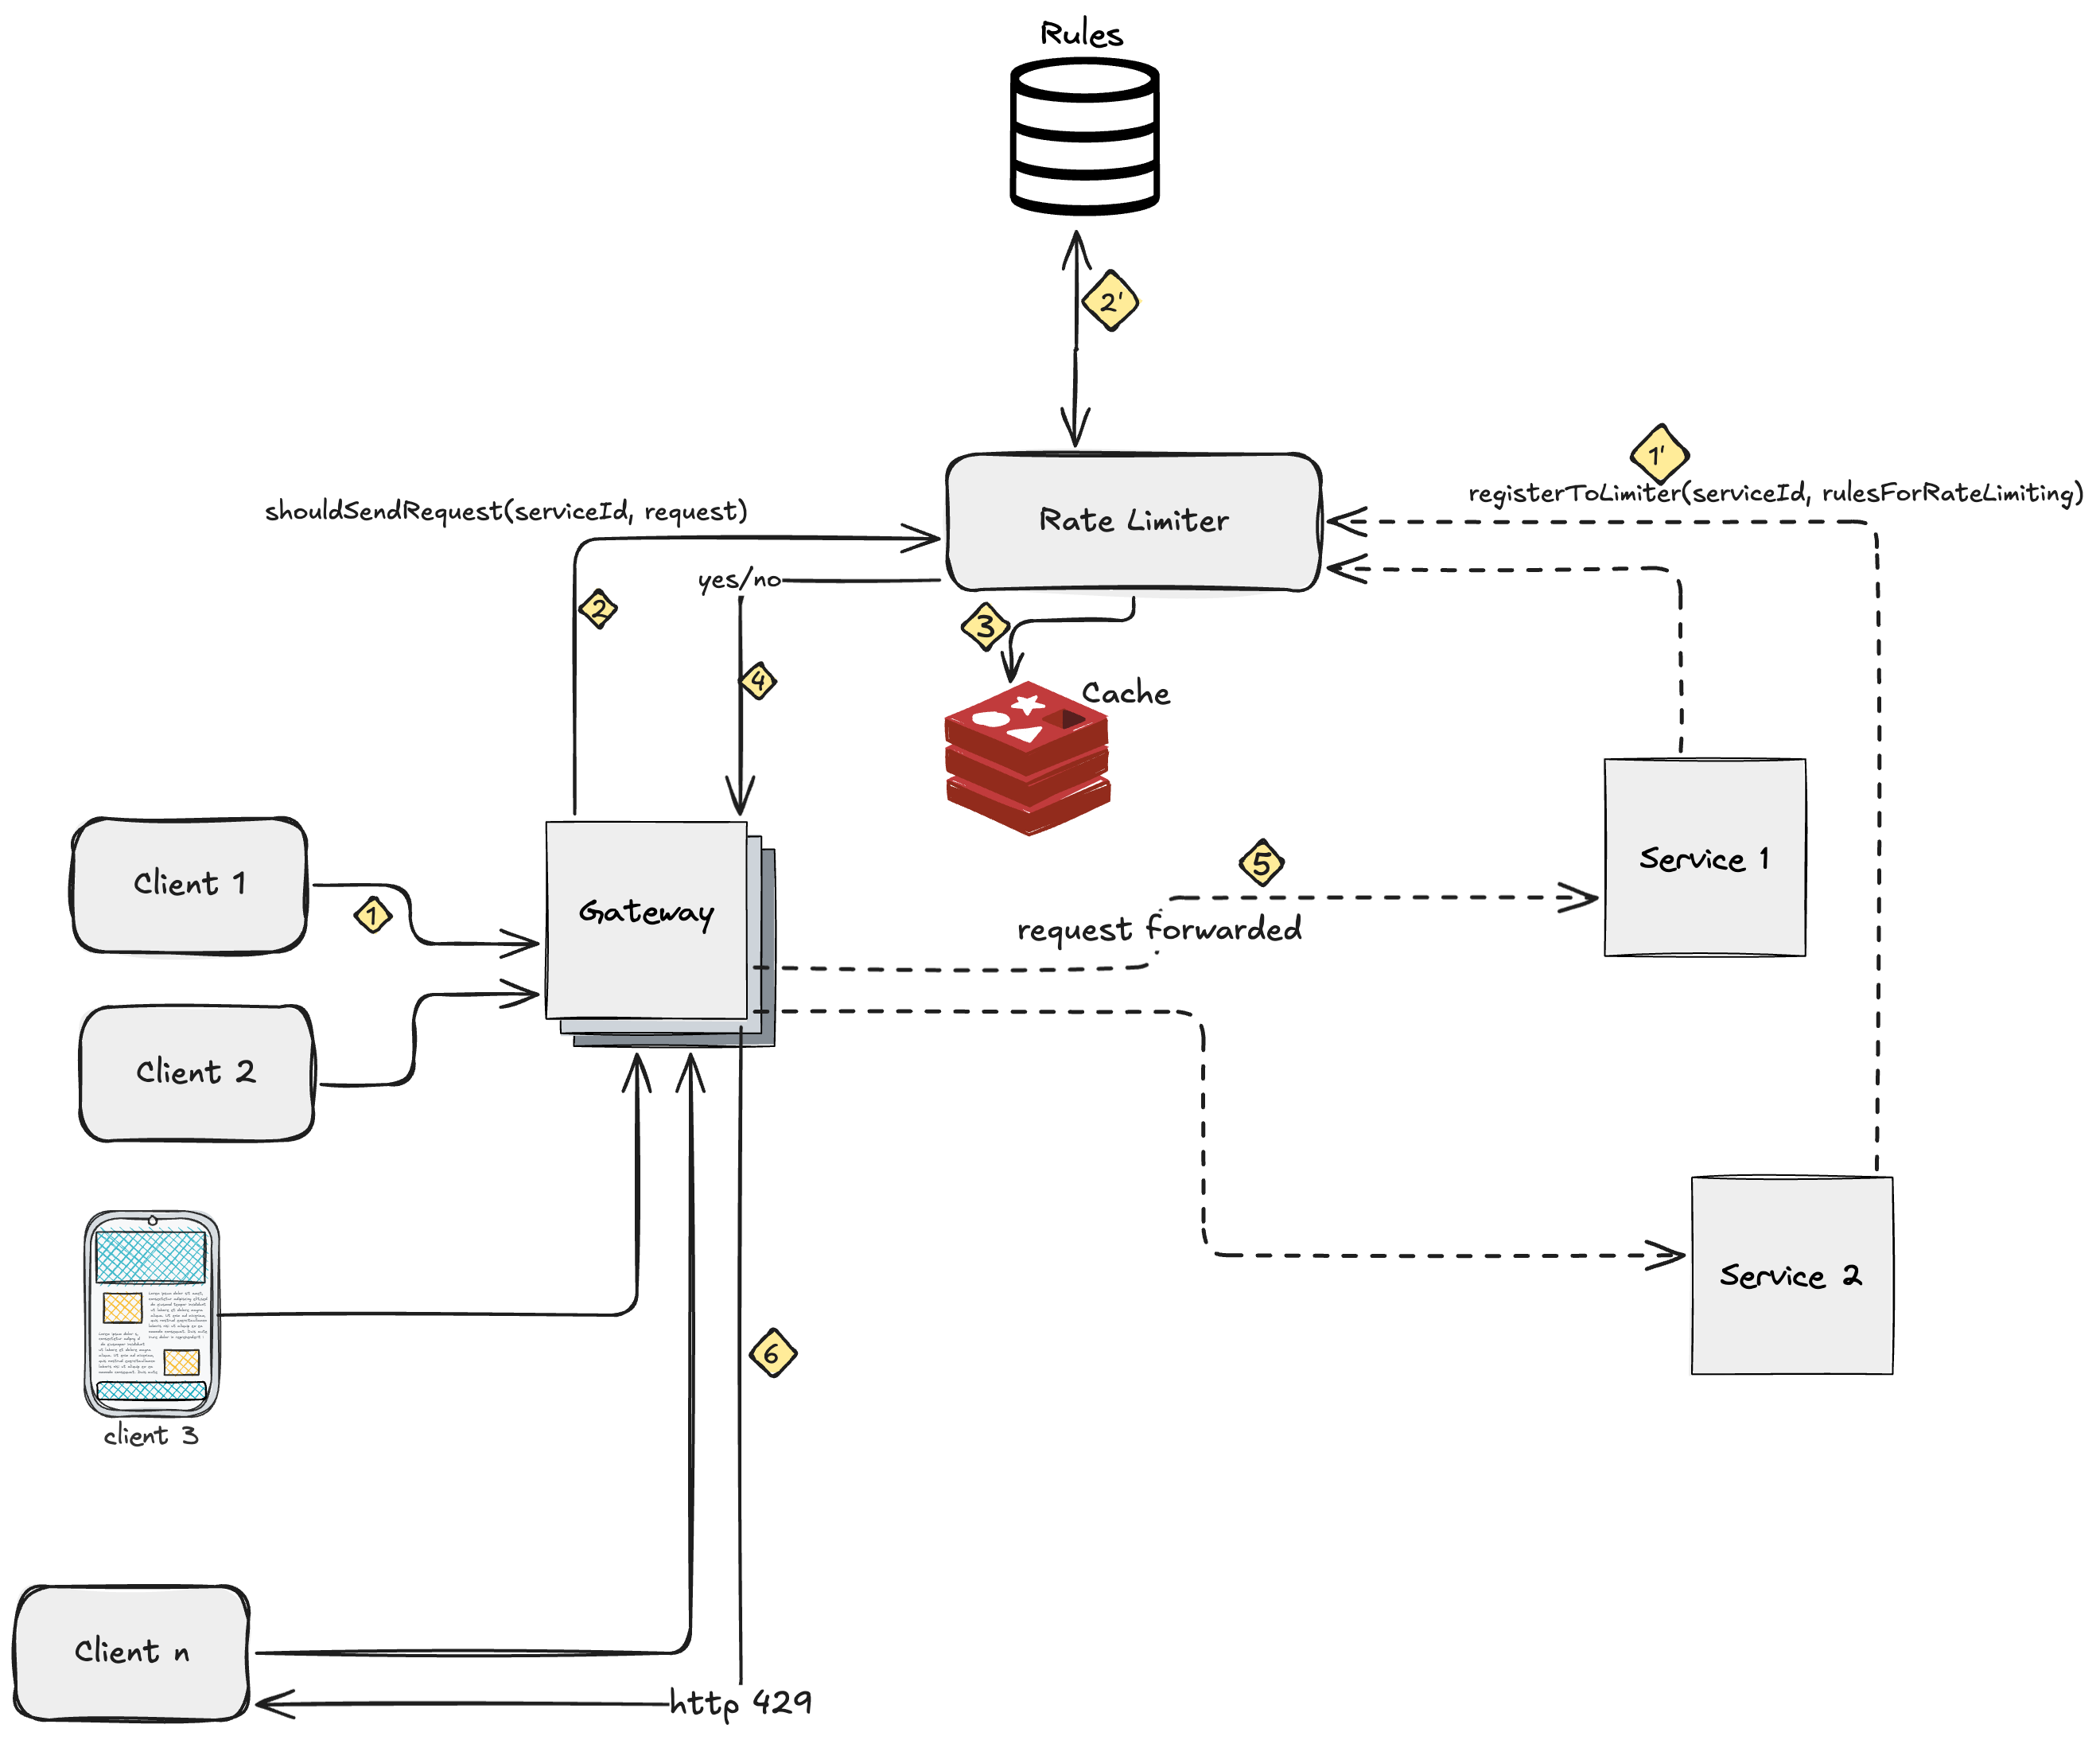 Rules
2'
1'
registerToLimiter(serviceId, rulesForRateLimiting)
shouldSendRequest(serviceId, request)
Rate Limiter
yes/no
2
3
4
Cache
Client 1
1
Gateway
5
Service 1
request forwarded
Client 2
Service 2
6
client 3
Client n
http 429